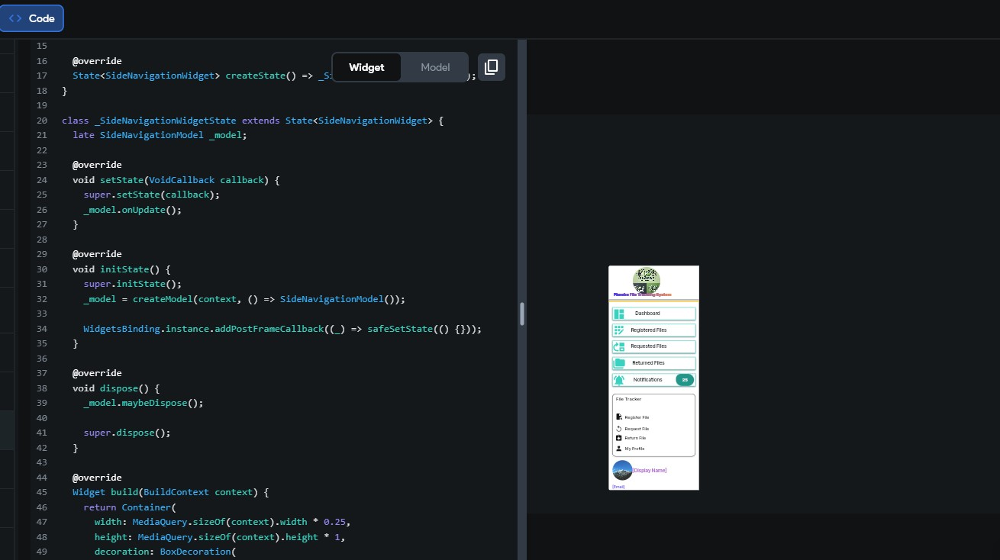 <> Code
Widget
Model
15
16 @override
17 State<SideNavigationWidget> createState() => _Si );
18 }
19
20 class _SideNavigationWidgetState extends State<SideNavigationWidget> {
21 late SideNavigationModel _model;
22
23 @override
24 void setState(VoidCallback callback) {
25 super.setState(callback);
26 _model.onUpdate();
27 }
28
29 @override
30 void initState() {
31 super.initState();
32 _model = createModel(context, () => SideNavigationModel());
33
34 WidgetsBinding.instance.addPostFrameCallback((_) => safeSetState(() {}));
35 }
36
37 @override
38 void dispose() {
39 _model.maybeDispose();
40
41 super.dispose();
42 }
43
44 @override
45 Widget build(BuildContext context) {
46 return Container(
47 width: MediaQuery.sizeOf(context).width * 0.25,
48 height: MediaQuery.sizeOf(context).height * 1,
49 decoration: BoxDecoration(
File Tracking System
Dashboard
Registered Files
Requested Files
Returned Files
Notifications 25
File Tracker
Register File
Request File
Return File
My Profile
[Display Name]
[Email]